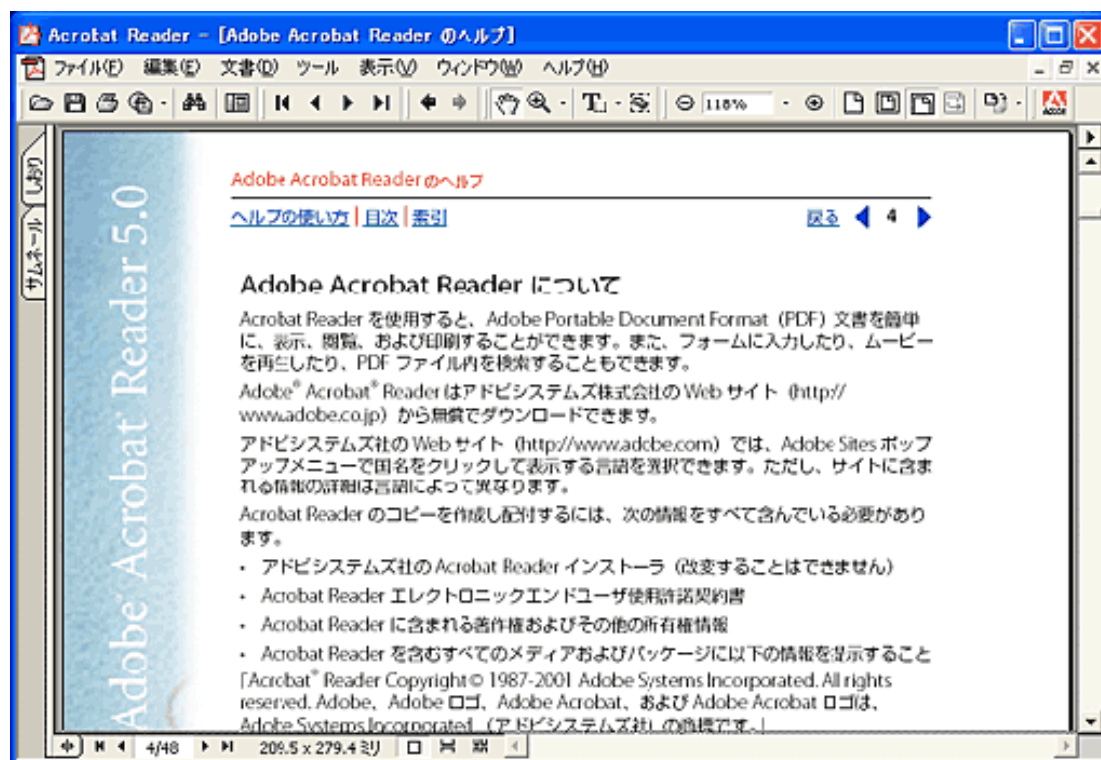 Acrobat Reader - [Adobe Acrobat Reader のヘルプ]
ファイル(F) 編集(E) 文書(D) ツール 表示(V) ウィンドウ(W) ヘルプ(H)
118%
しおり
サムネール
Adobe Acrobat Reader 5.0
Adobe Acrobat Reader のヘルプ
ヘルプの使い方 | 目次 | 索引 戻る 4
Adobe Acrobat Reader について
Acrobat Reader を使用すると、Adobe Portable Document Format (PDF) 文書を簡単
に、表示、閲覧、および印刷することができます。また、フォームに入力したり、ムービー
を再生したり、PDF ファイル内を検索することもできます。
Adobe® Acrobat® Reader はアドビシステムズ株式会社の Web サイト (http://
www.adobe.co.jp) から無償でダウンロードできます。
アドビシステムズ社の Web サイト (http://www.adobe.com) では、Adobe Sites ポップ
アップメニューで国名をクリックして表示する言語を選択できます。ただし、サイトに含ま
れる情報の詳細は言語によって異なります。
Acrobat Reader のコピーを作成し配付するには、次の情報をすべて含んでいる必要があり
ます。
・ アドビシステムズ社の Acrobat Reader インストーラ (改変することはできません)
・ Acrobat Reader エレクトロニックエンドユーザ使用許諾契約書
・ Acrobat Reader に含まれる著作権およびその他の所有権情報
・ Acrobat Reader を含むすべてのメディアおよびパッケージに以下の情報を提示すること
「Acrobat® Reader Copyright © 1987-2001 Adobe Systems Incorporated. All rights
reserved. Adobe、Adobe ロゴ、Adobe Acrobat、および Adobe Acrobat ロゴは、
Adobe Systems Incorporated (アドビシステムズ社) の商標です。」
4/48 209.5 x 279.4 ミリ